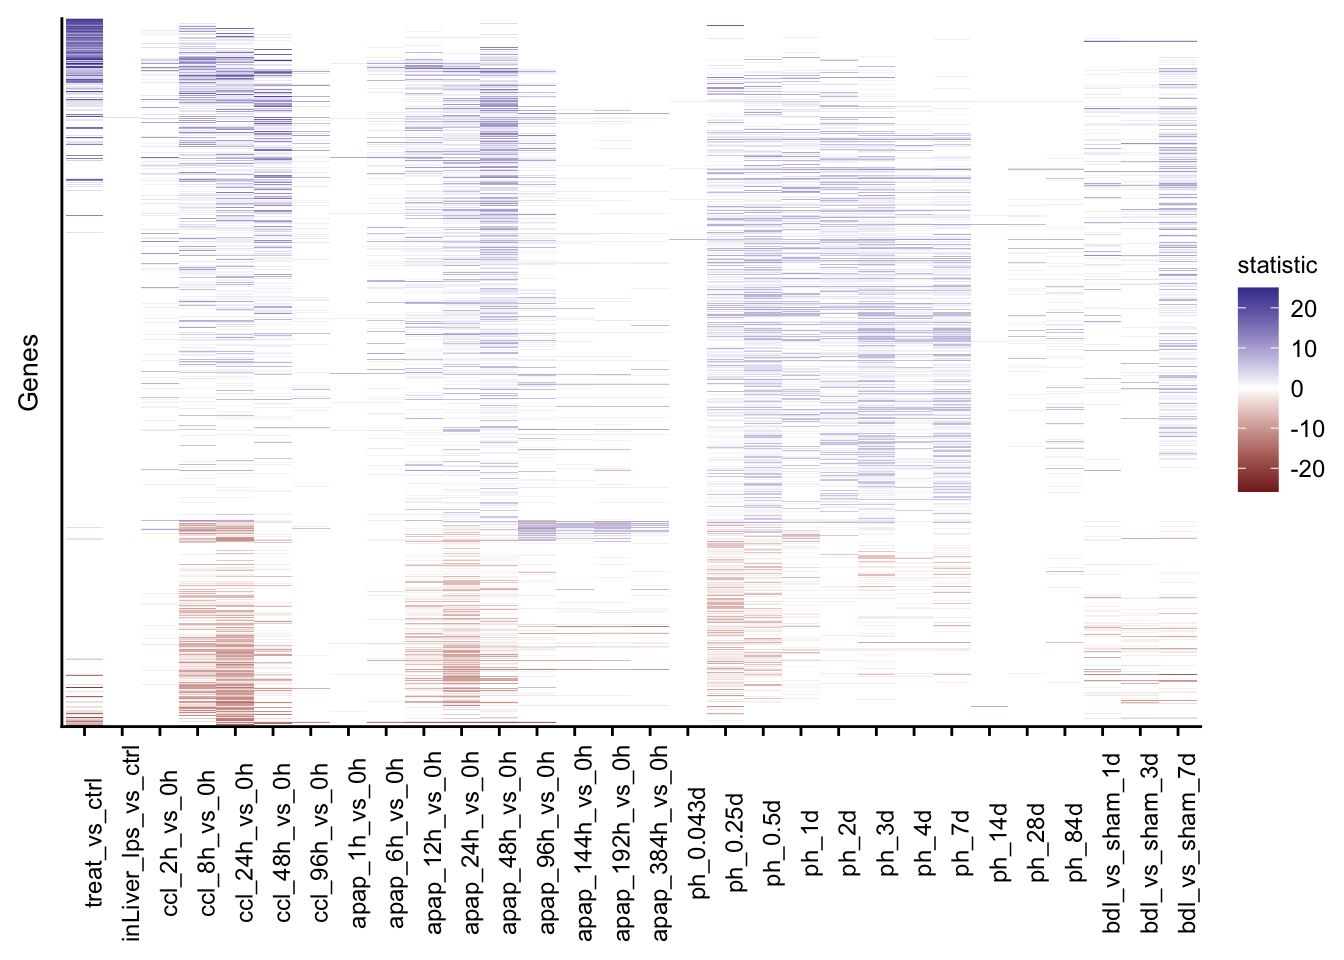 Genes
statistic
20
10
0
-10
-20
treat_vs_ctrl
inLiver_lps_vs_ctrl
ccl_2h_vs_0h
ccl_8h_vs_0h
ccl_24h_vs_0h
ccl_48h_vs_0h
ccl_96h_vs_0h
apap_1h_vs_0h
apap_6h_vs_0h
apap_12h_vs_0h
apap_24h_vs_0h
apap_48h_vs_0h
apap_96h_vs_0h
apap_144h_vs_0h
apap_192h_vs_0h
apap_384h_vs_0h
ph_0.043d
ph_0.25d
ph_0.5d
ph_1d
ph_2d
ph_3d
ph_4d
ph_7d
ph_14d
ph_28d
ph_84d
bdl_vs_sham_1d
bdl_vs_sham_3d
bdl_vs_sham_7d